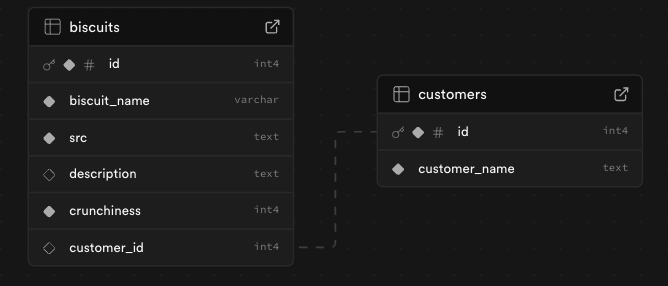 biscuits
id int4
biscuit_name varchar
src text
description text
crunchiness int4
customer_id int4
customers
id int4
customer_name text